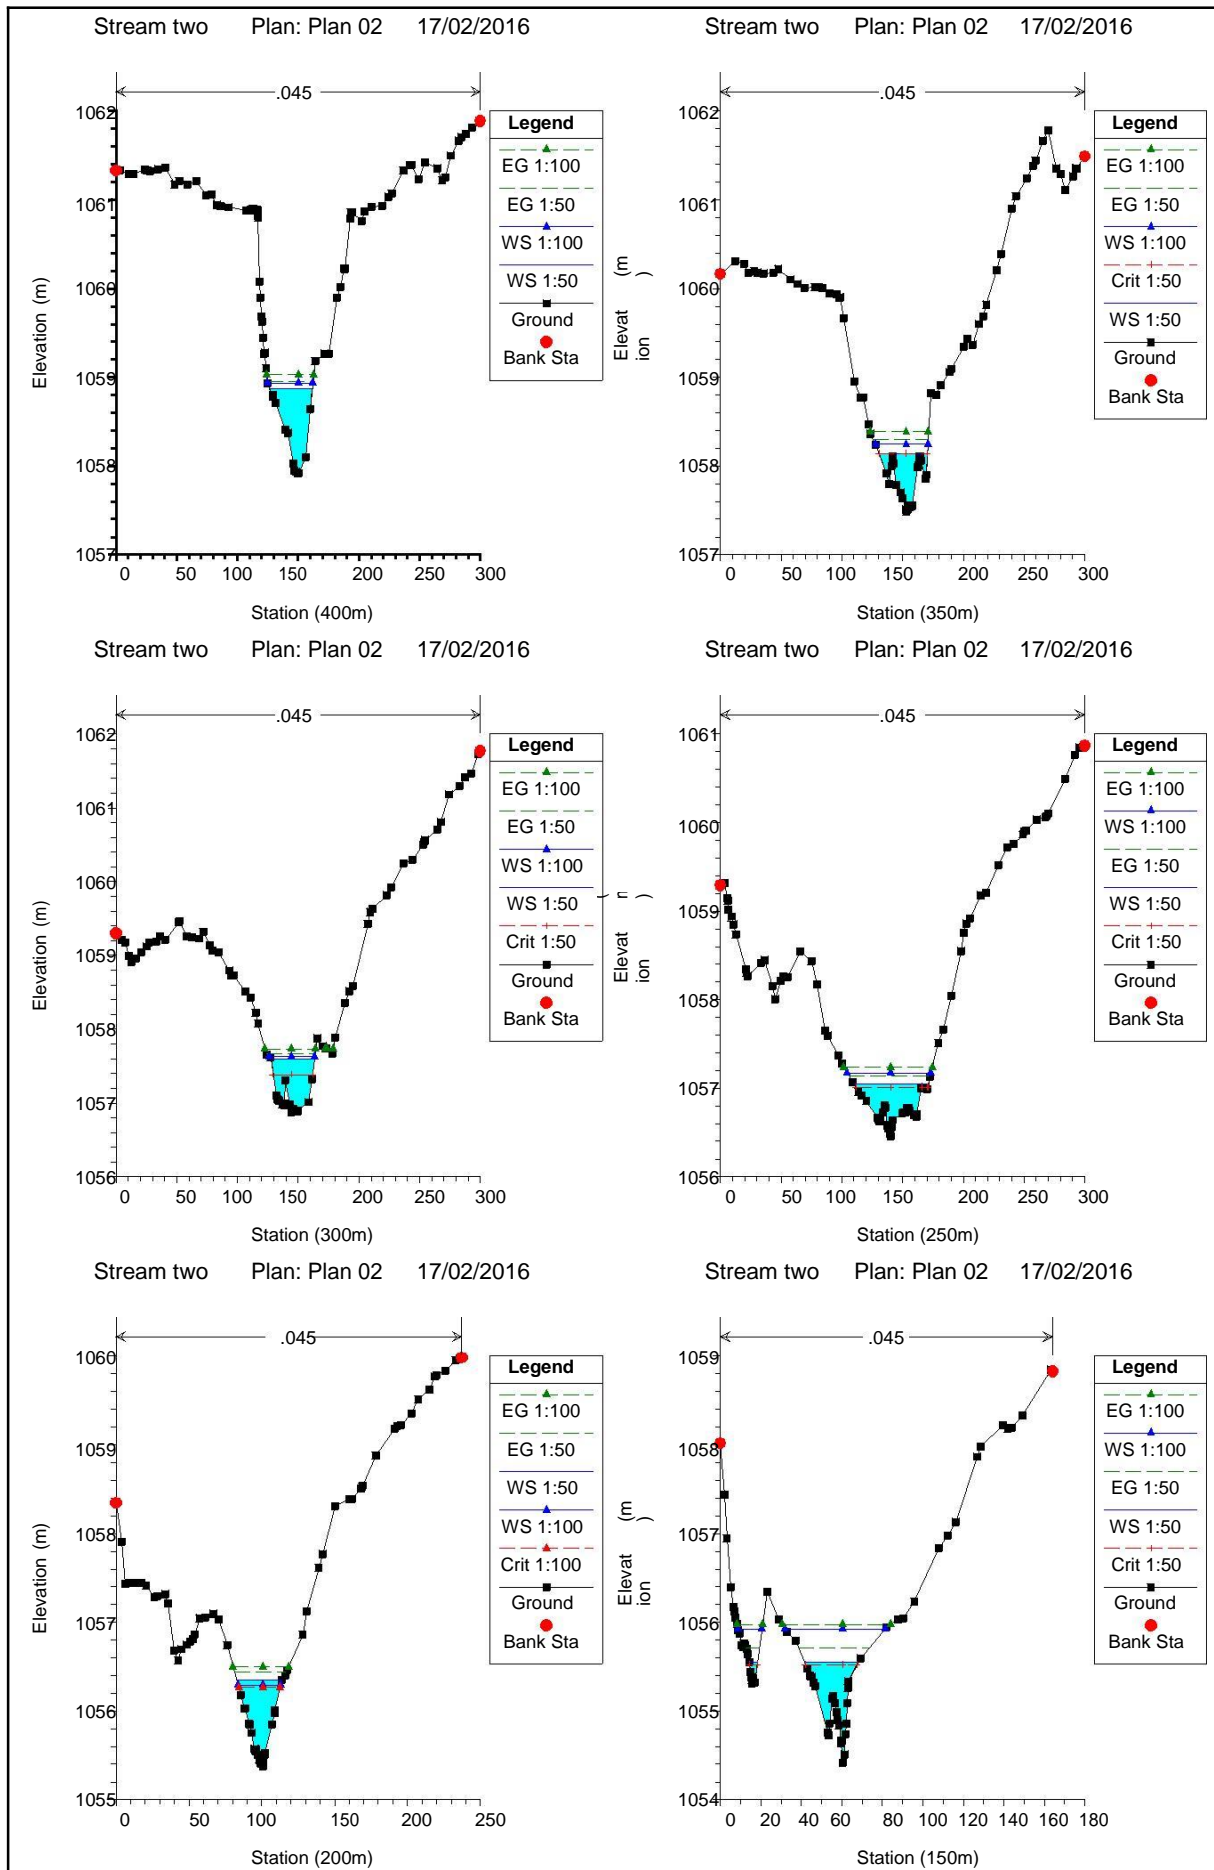 Stream two Plan: Plan 02 17/02/2016
.045
1062
1061
1060
1059
1058
1057
0 50 100 150 200 250 300
Elevation (m)
Station (400m)
Legend
EG 1:100
EG 1:50
WS 1:100
WS 1:50
Ground
Bank Sta
Stream two Plan: Plan 02 17/02/2016
.045
1062
1061
1060
1059
1058
1057
0 50 100 150 200 250 300
Elevat
ion
(m
)
Station (350m)
Legend
EG 1:100
EG 1:50
WS 1:100
Crit 1:50
WS 1:50
Ground
Bank Sta
Stream two Plan: Plan 02 17/02/2016
.045
1062
1061
1060
1059
1058
1057
1056
0 50 100 150 200 250 300
Elevation (m)
Station (300m)
Legend
EG 1:100
EG 1:50
WS 1:100
WS 1:50
Crit 1:50
Ground
Bank Sta
Stream two Plan: Plan 02 17/02/2016
.045
1061
1060
1059
1058
1057
1056
0 50 100 150 200 250 300
Elevat
ion
)
Station (250m)
Legend
EG 1:100
WS 1:100
EG 1:50
WS 1:50
Crit 1:50
Ground
Bank Sta
Stream two Plan: Plan 02 17/02/2016
.045
1060
1059
1058
1057
1056
1055
0 50 100 150 200 250
Elevation (m)
Station (200m)
Legend
EG 1:100
EG 1:50
WS 1:50
WS 1:100
Crit 1:100
Ground
Bank Sta
Stream two Plan: Plan 02 17/02/2016
.045
1059
1058
1057
1056
1055
1054
0 20 40 60 80 100 120 140 160 180
Elevat
ion
(m
)
Station (150m)
Legend
EG 1:100
WS 1:100
EG 1:50
WS 1:50
Crit 1:50
Ground
Bank Sta